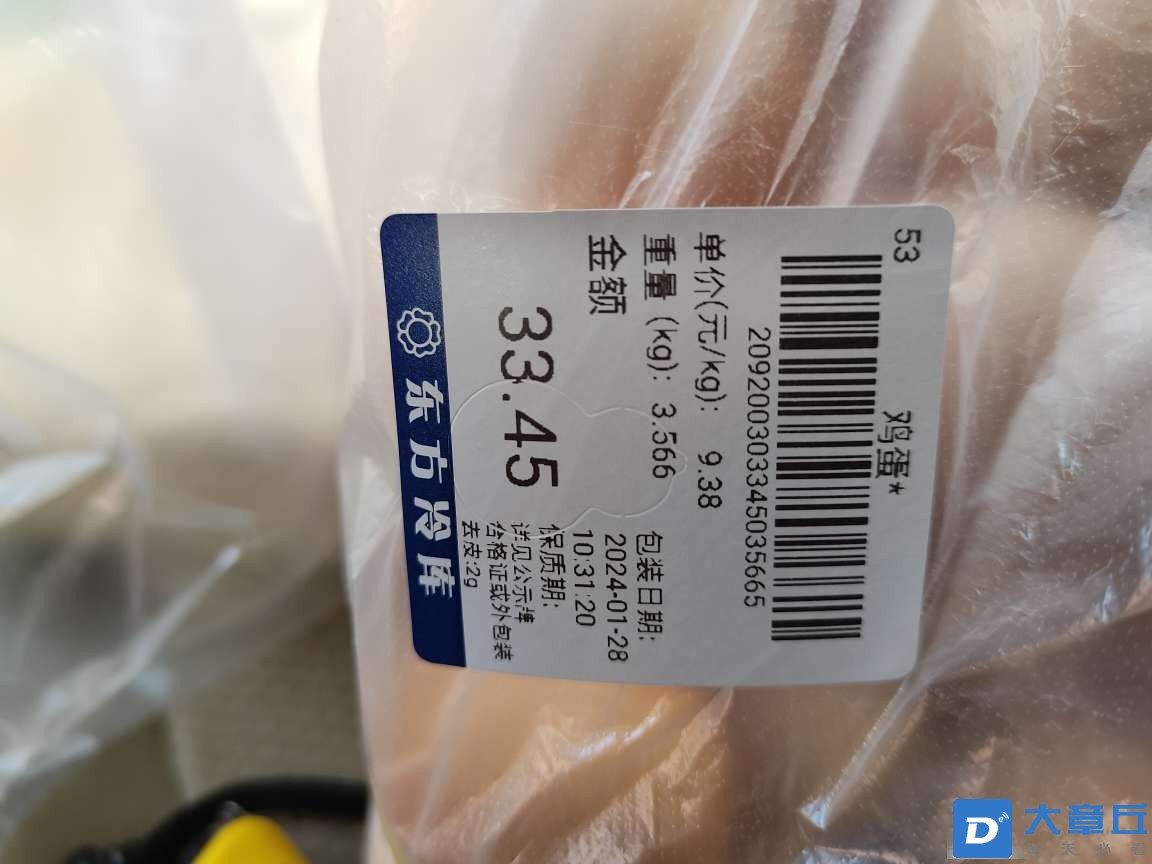 53
鸡蛋*
209200303345035665
单价(元/kg): 9.38
重量 (kg): 3.566
金额
33.45
包装日期:
2024-01-28
10:31:20
保质期:
详见公示牌
合格证或外包装
去皮:2g
东方冷库
大章丘